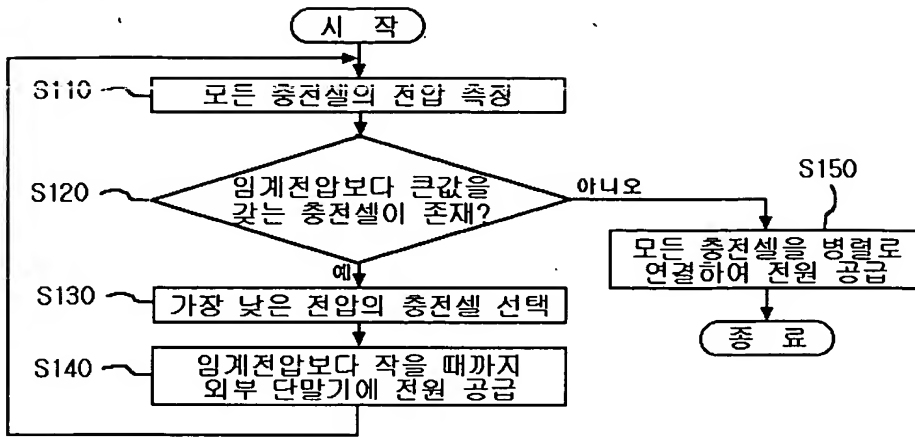 시 작
S110
모든 충전셀의 전압 측정
S120
임계전압보다 큰값을
갖는 충전셀이 존재?
아니오
S150
모든 충전셀을 병렬로
연결하여 전원 공급
종 료
예
S130
가장 낮은 전압의 충전셀 선택
S140
임계전압보다 작을 때까지
외부 단말기에 전원 공급